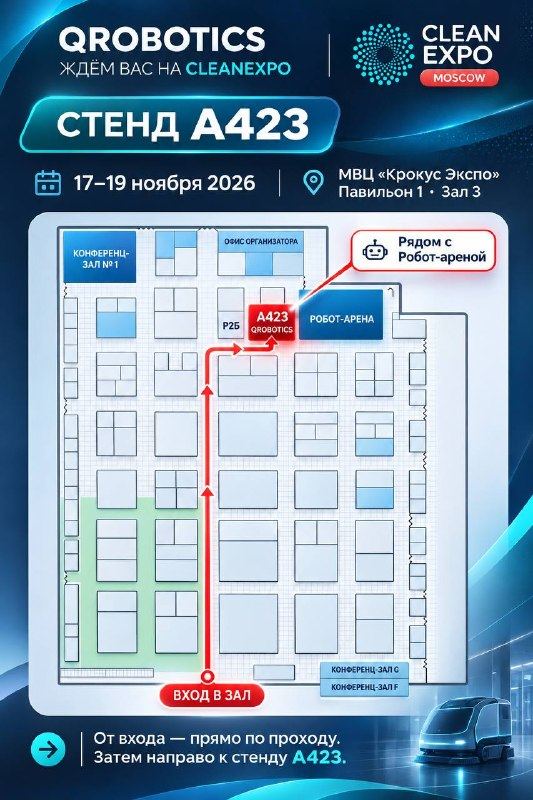 QROBOTICS
ЖДЁМ ВАС НА CLEANEXPO
CLEAN
EXPO
MOSCOW
СТЕНД А423
17–19 ноября 2026
МВЦ «Крокус Экспо»
Павильон 1 • Зал 3
КОНФЕРЕНЦ-
ЗАЛ №1
ОФИС ОРГАНИЗАТОРА
Рядом с
Робот-ареной
Р2Б
А423
QROBOTICS
РОБОТ-АРЕНА
КОНФЕРЕНЦ-ЗАЛ G
КОНФЕРЕНЦ-ЗАЛ F
ВХОД В ЗАЛ
От входа — прямо по проходу.
Затем направо к стенду А423.